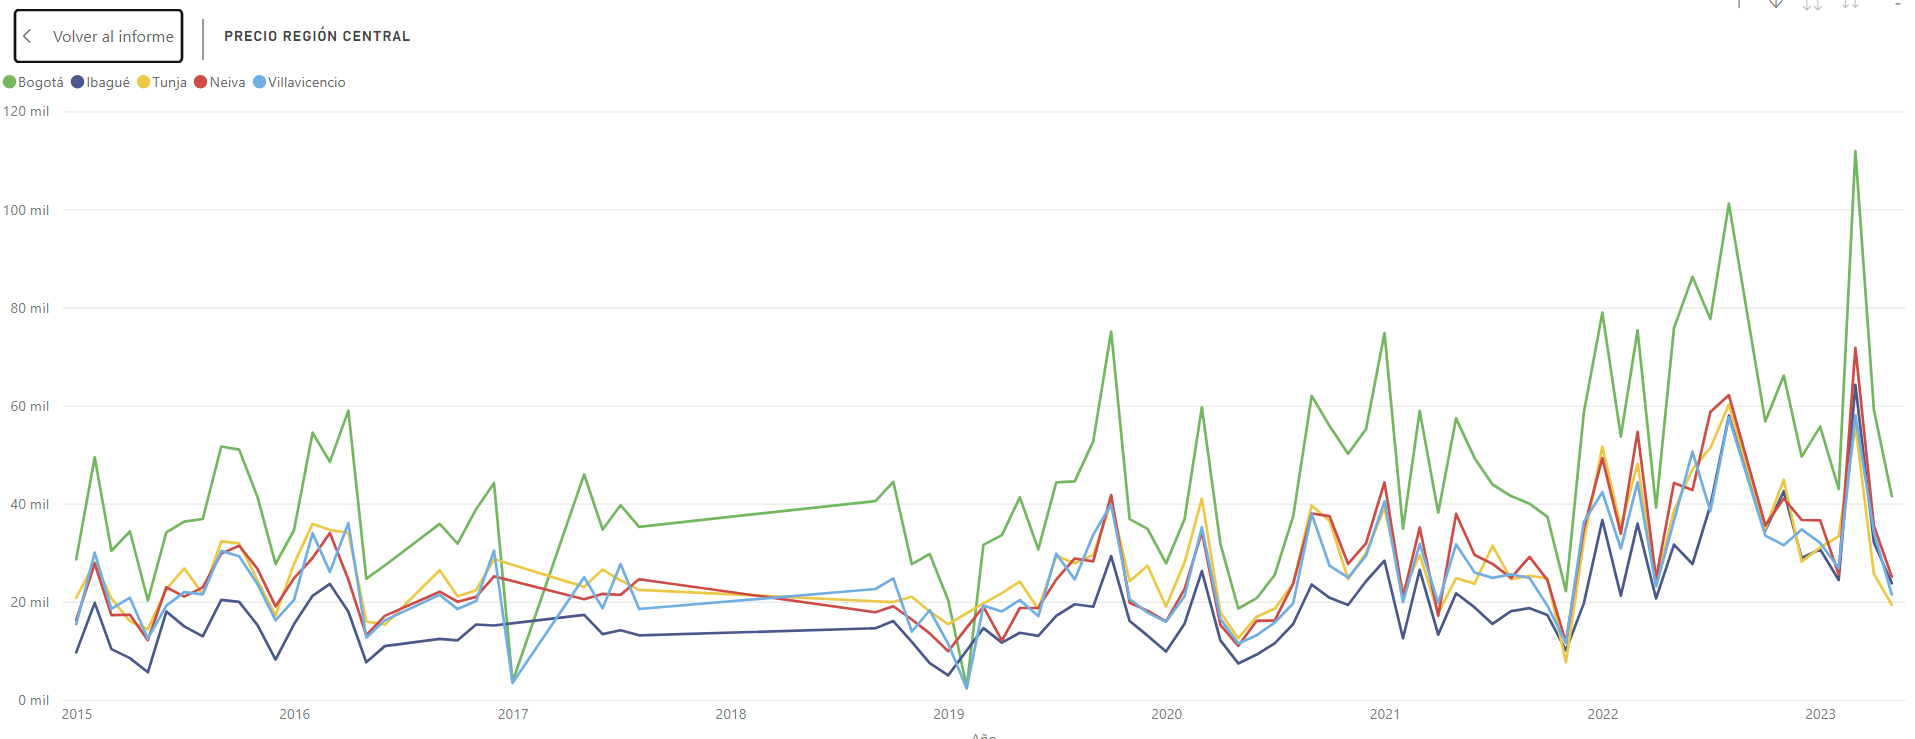 Volver al informe
PRECIO REGIÓN CENTRAL
Bogotá Ibagué Tunja Neiva Villavicencio
120 mil
100 mil
80 mil
60 mil
40 mil
20 mil
0 mil
2015 2016 2017 2018 2019 2020 2021 2022 2023
Año